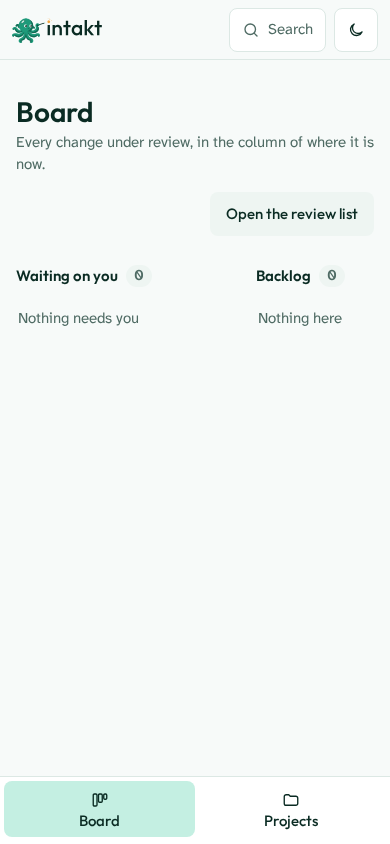 intakt
Search
Board
Every change under review, in the column of where it is
now.
Open the review list
Waiting on you 0
Backlog 0
Nothing needs you
Nothing here
Board
Projects